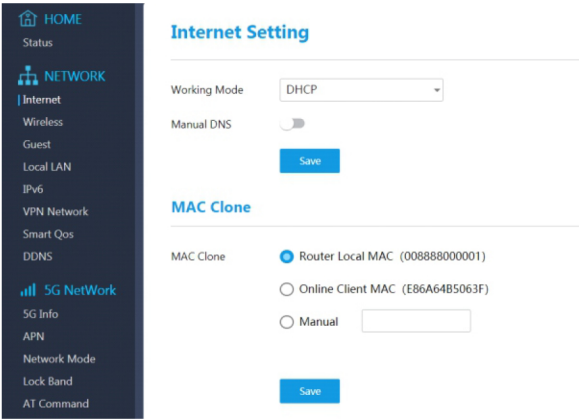 HOME
Status
NETWORK
Internet
Wireless
Guest
Local LAN
IPv6
VPN Network
Smart Qos
DDNS
5G NetWork
5G Info
APN
Network Mode
Lock Band
AT Command
Internet Setting
Working Mode DHCP
Manual DNS
Save
MAC Clone
MAC Clone Router Local MAC (008888000001)
Online Client MAC (E86A64B5063F)
Manual
Save